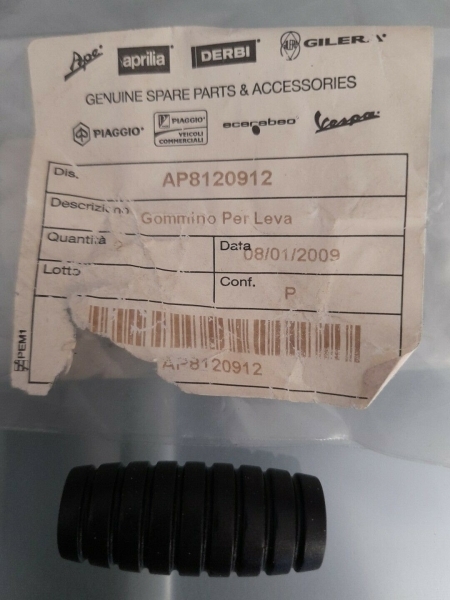 Ape aprilia DERBI GILERA
GENUINE SPARE PARTS & ACCESSORIES
PIAGGIO PIAGGIO VEICOLI COMMERCIALI scarabeo Vespa
Dis. AP8120912
Descrizione Gommino Per Leva
Quantità Data 08/01/2009
Lotto Conf. P
PEM1
AP8120912